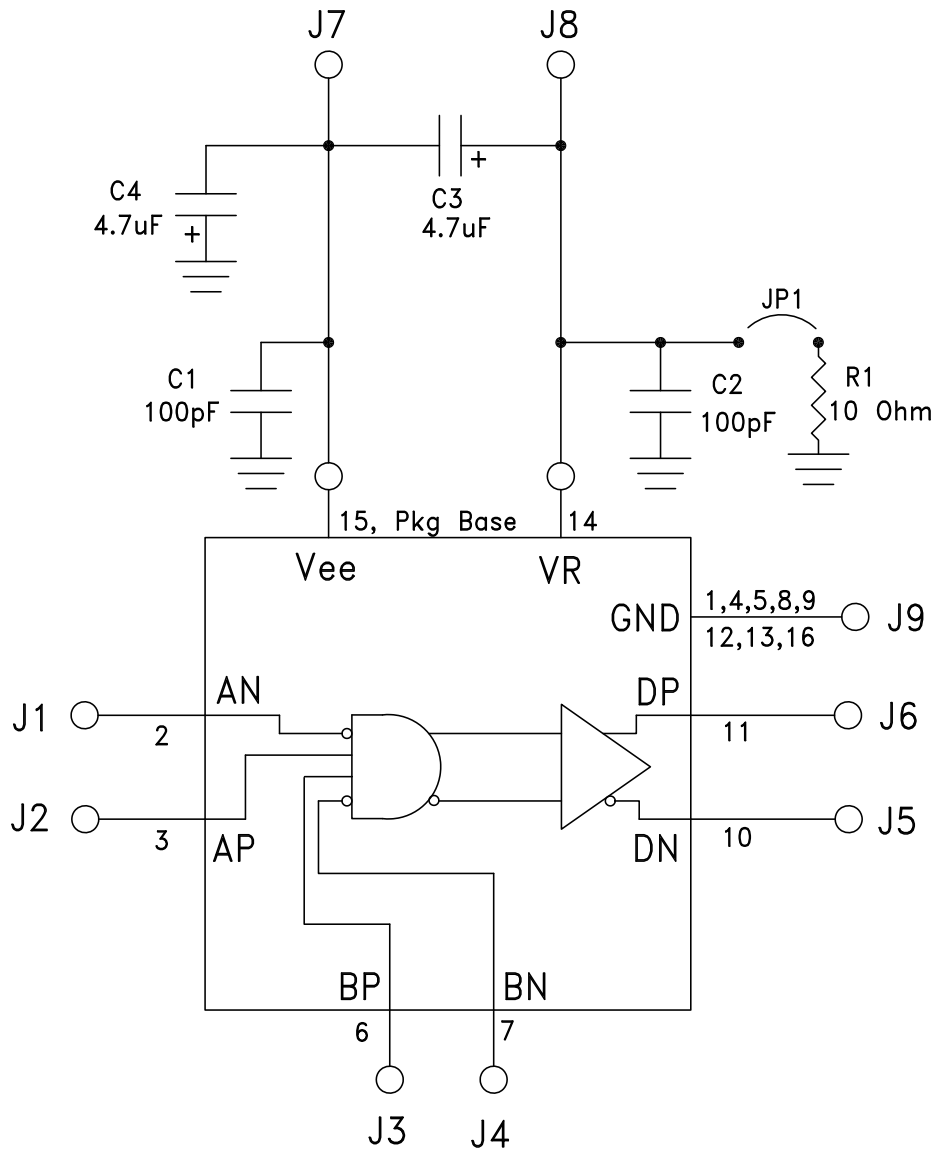 J7
J8
C4
4.7uF
+
+
C3
4.7uF
JP1
C1
100pF
C2
100pF
R1
10 Ohm
15, Pkg Base
14
Vee
VR
GND
1,4,5,8,9
12,13,16
J9
AN
DP
J1
2
11
J6
J2
3
AP
DN
10
J5
BP
BN
6
7
J3
J4